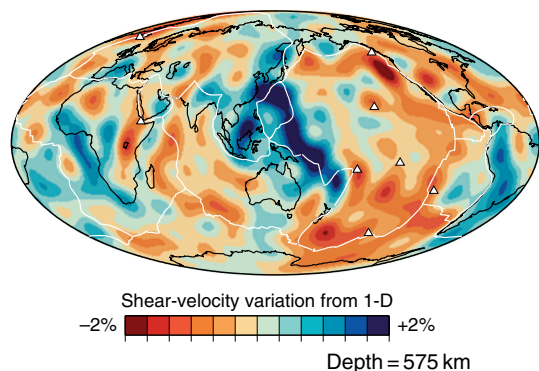 Shear-velocity variation from 1-D
−2% +2%
Depth = 575 km